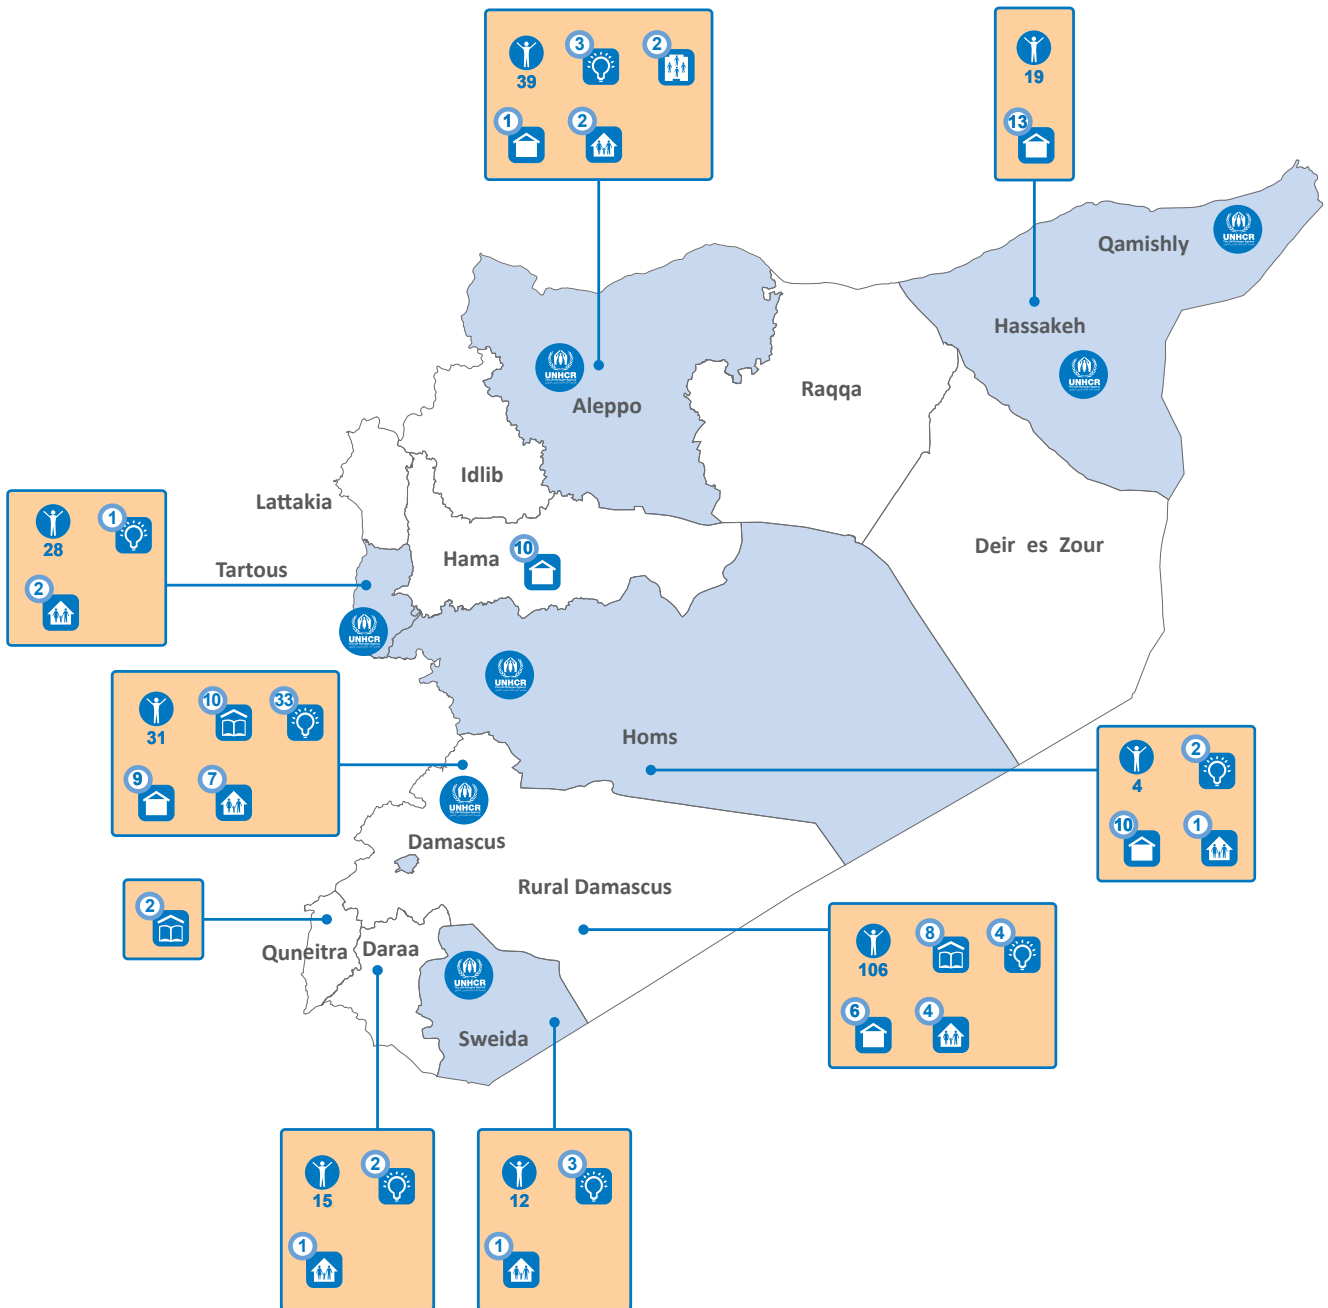 3
2
39
1
2
19
13
Qamishly
UNHCR
Hassakeh
UNHCR
UNHCR
Aleppo
Raqqa
Idlib
Lattakia
1
28
2
Tartous
Hama
10
Deir es Zour
UNHCR
UNHCR
Homs
10
33
31
9
7
2
4
10
1
UNHCR
Damascus
Rural Damascus
2
Quneitra
Daraa
8
4
106
6
4
UNHCR
Sweida
2
15
1
3
12
1